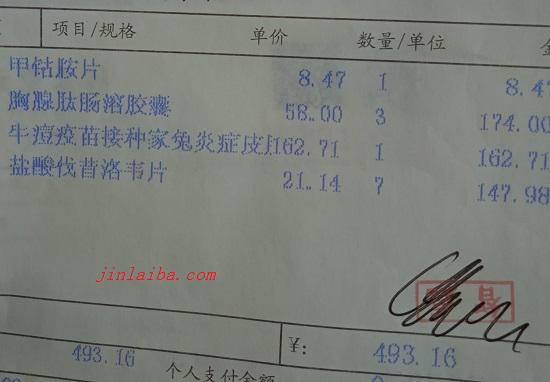 项目/规格 单价 数量/单位
甲钴胺片 8.47 1 8.47
胸腺肽肠溶胶囊 58.00 3 174.00
牛痘疫苗接种家兔炎症皮 162.71 1 162.71
盐酸伐昔洛韦片 21.14 7 147.98
jinlaiba.com
493.16 ¥: 493.16
个人支付金额